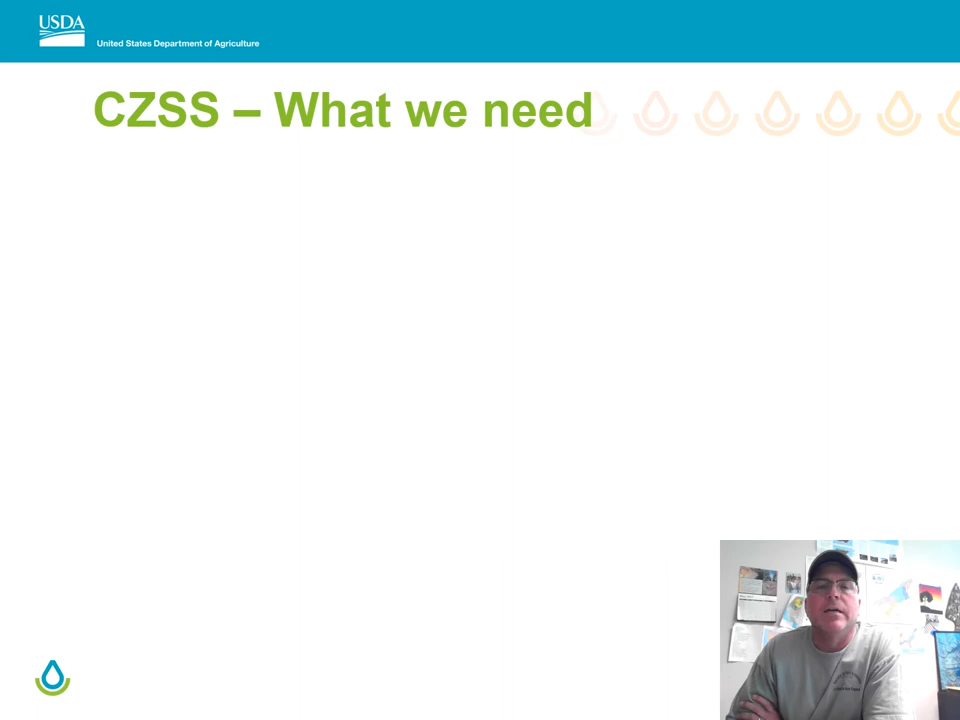 USDA
United States Department of Agriculture
CZSS – What we need